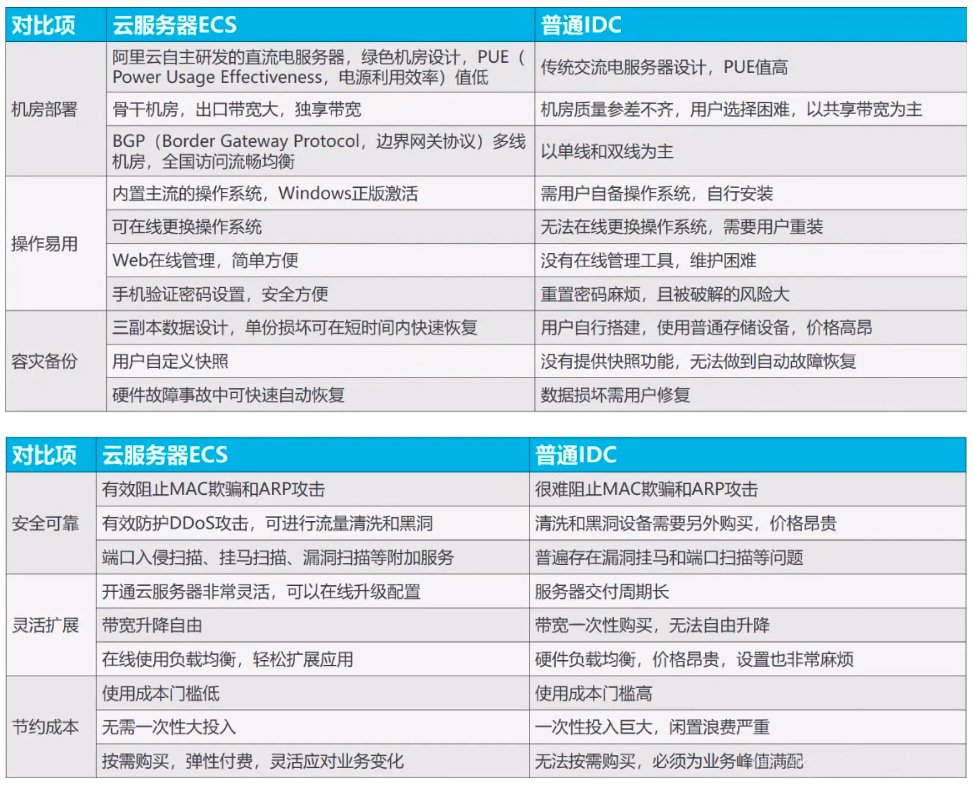 对比项 云服务器ECS 普通IDC
机房部署
阿里云自主研发的直流电服务器，绿色机房设计，PUE（
Power Usage Effectiveness，电源利用效率）值低
传统交流电服务器设计，PUE值高
骨干机房，出口带宽大，独享带宽
机房质量参差不齐，用户选择困难，以共享带宽为主
BGP（Border Gateway Protocol，边界网关协议）多线
机房，全国访问流畅均衡
以单线和双线为主
操作易用
内置主流的操作系统，Windows正版激活
需用户自备操作系统，自行安装
可在线更换操作系统
无法在线更换操作系统，需要用户重装
Web在线管理，简单方便
没有在线管理工具，维护困难
手机验证密码设置，安全方便
重置密码麻烦，且被破解的风险大
容灾备份
三副本数据设计，单份损坏可在短时间内快速恢复
用户自行搭建，使用普通存储设备，价格高昂
用户自定义快照
没有提供快照功能，无法做到自动故障恢复
硬件故障事故中可快速自动恢复
数据损坏需用户修复
对比项 云服务器ECS 普通IDC
安全可靠
有效阻止MAC欺骗和ARP攻击
很难阻止MAC欺骗和ARP攻击
有效防护DDoS攻击，可进行流量清洗和黑洞
清洗和黑洞设备需要另外购买，价格昂贵
端口入侵扫描、挂马扫描、漏洞扫描等附加服务
普遍存在漏洞挂马和端口扫描等问题
灵活扩展
开通云服务器非常灵活，可以在线升级配置
服务器交付周期长
带宽升降自由
带宽一次性购买，无法自由升降
在线使用负载均衡，轻松扩展应用
硬件负载均衡，价格昂贵，设置也非常麻烦
节约成本
使用成本门槛低
使用成本门槛高
无需一次性大投入
一次性投入巨大，闲置浪费严重
按需购买，弹性付费，灵活应对业务变化
无法按需购买，必须为业务峰值满配